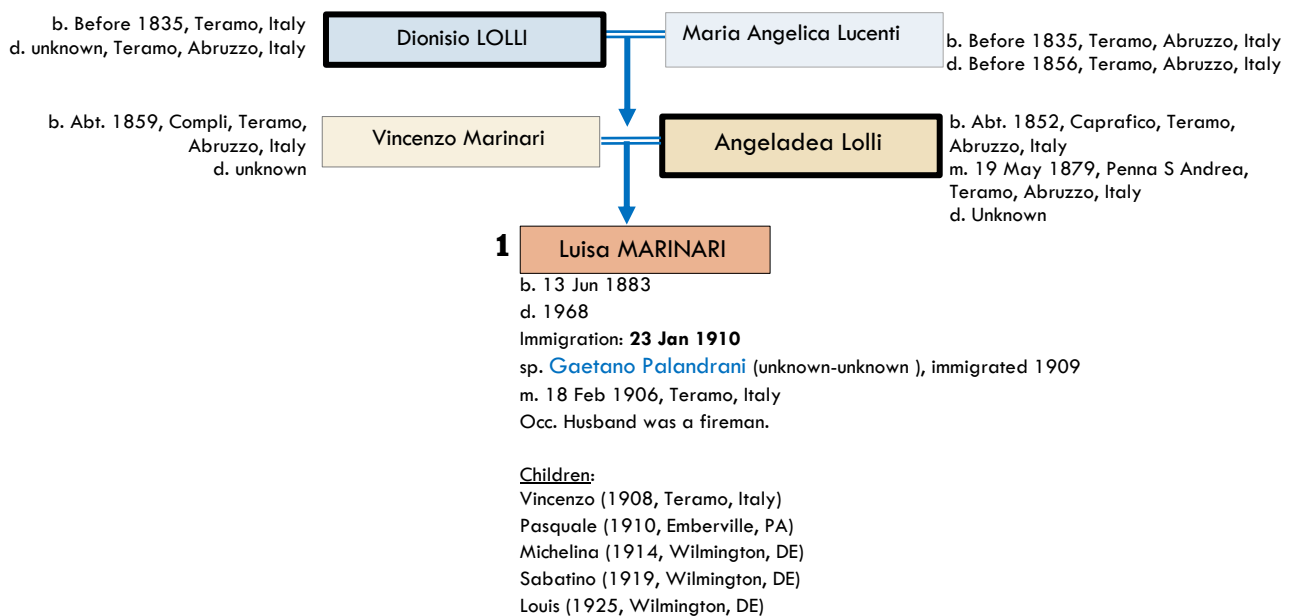 b. Before 1835, Teramo, Italy
d. unknown, Teramo, Abruzzo, Italy
Dionisio LOLLI
Maria Angelica Lucenti
b. Before 1835, Teramo, Abruzzo, Italy
d. Before 1856, Teramo, Abruzzo, Italy
b. Abt. 1859, Compli, Teramo,
Abruzzo, Italy
d. unknown
Vincenzo Marinari
Angeladea Lolli
b. Abt. 1852, Caprafico, Teramo,
Abruzzo, Italy
m. 19 May 1879, Penna S Andrea,
Teramo, Abruzzo, Italy
d. Unknown
1 Luisa MARINARI
b. 13 Jun 1883
d. 1968
Immigration: 23 Jan 1910
sp. Gaetano Palandrani (unknown-unknown ), immigrated 1909
m. 18 Feb 1906, Teramo, Italy
Occ. Husband was a fireman.
Children:
Vincenzo (1908, Teramo, Italy)
Pasquale (1910, Emberville, PA)
Michelina (1914, Wilmington, DE)
Sabatino (1919, Wilmington, DE)
Louis (1925, Wilmington, DE)